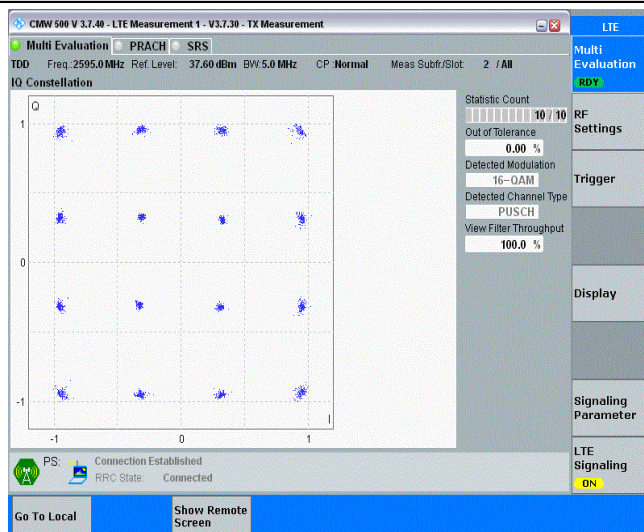 CMW 500 V 3.7.40 - LTE Measurement 1 - V3.7.30 - TX Measurement
LTE
Multi Evaluation PRACH SRS
Multi
Evaluation
RDY
TDD Freq.:2595.0 MHz Ref. Level: 37.60 dBm BW:5.0 MHz CP :Normal Meas Subfr./Slot: 2 / All
IQ Constellation
Q
1
0
-1
-1 0 1
I
Statistic Count
10 / 10
Out of Tolerance
0.00 %
Detected Modulation
16-QAM
Detected Channel Type
PUSCH
View Filter Throughput
100.0 %
RF
Settings
Trigger
Display
Signaling
Parameter
LTE
Signaling
ON
PS: Connection Established
RRC State: Connected
Go To Local
Show Remote
Screen